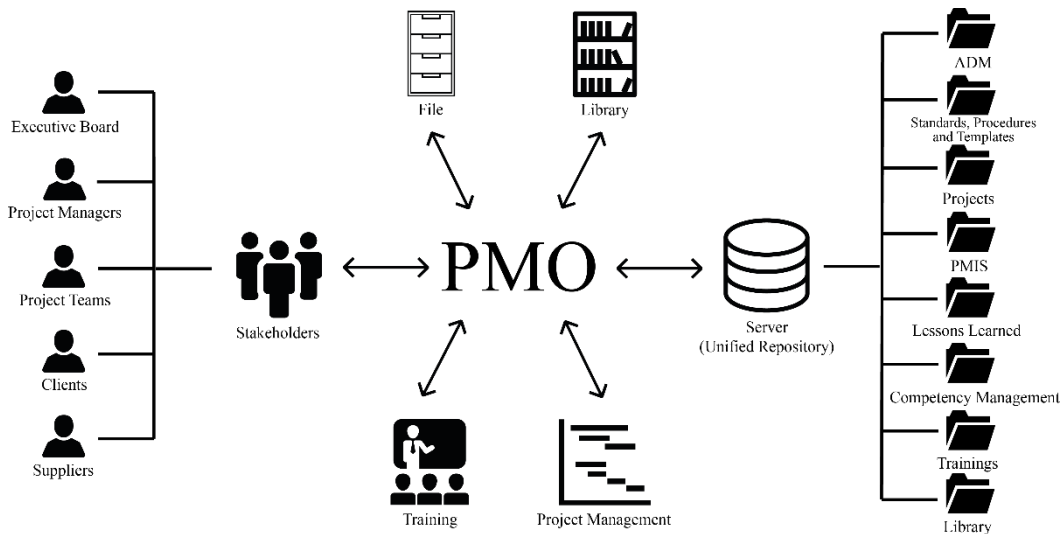 File
Library
Executive Board
Project Managers
Project Teams
Clients
Suppliers
Stakeholders
PMO
Server
(Unified Repository)
Training
Project Management
ADM
Standards, Procedures
and Templates
Projects
PMIS
Lessons Learned
Competency Management
Trainings
Library